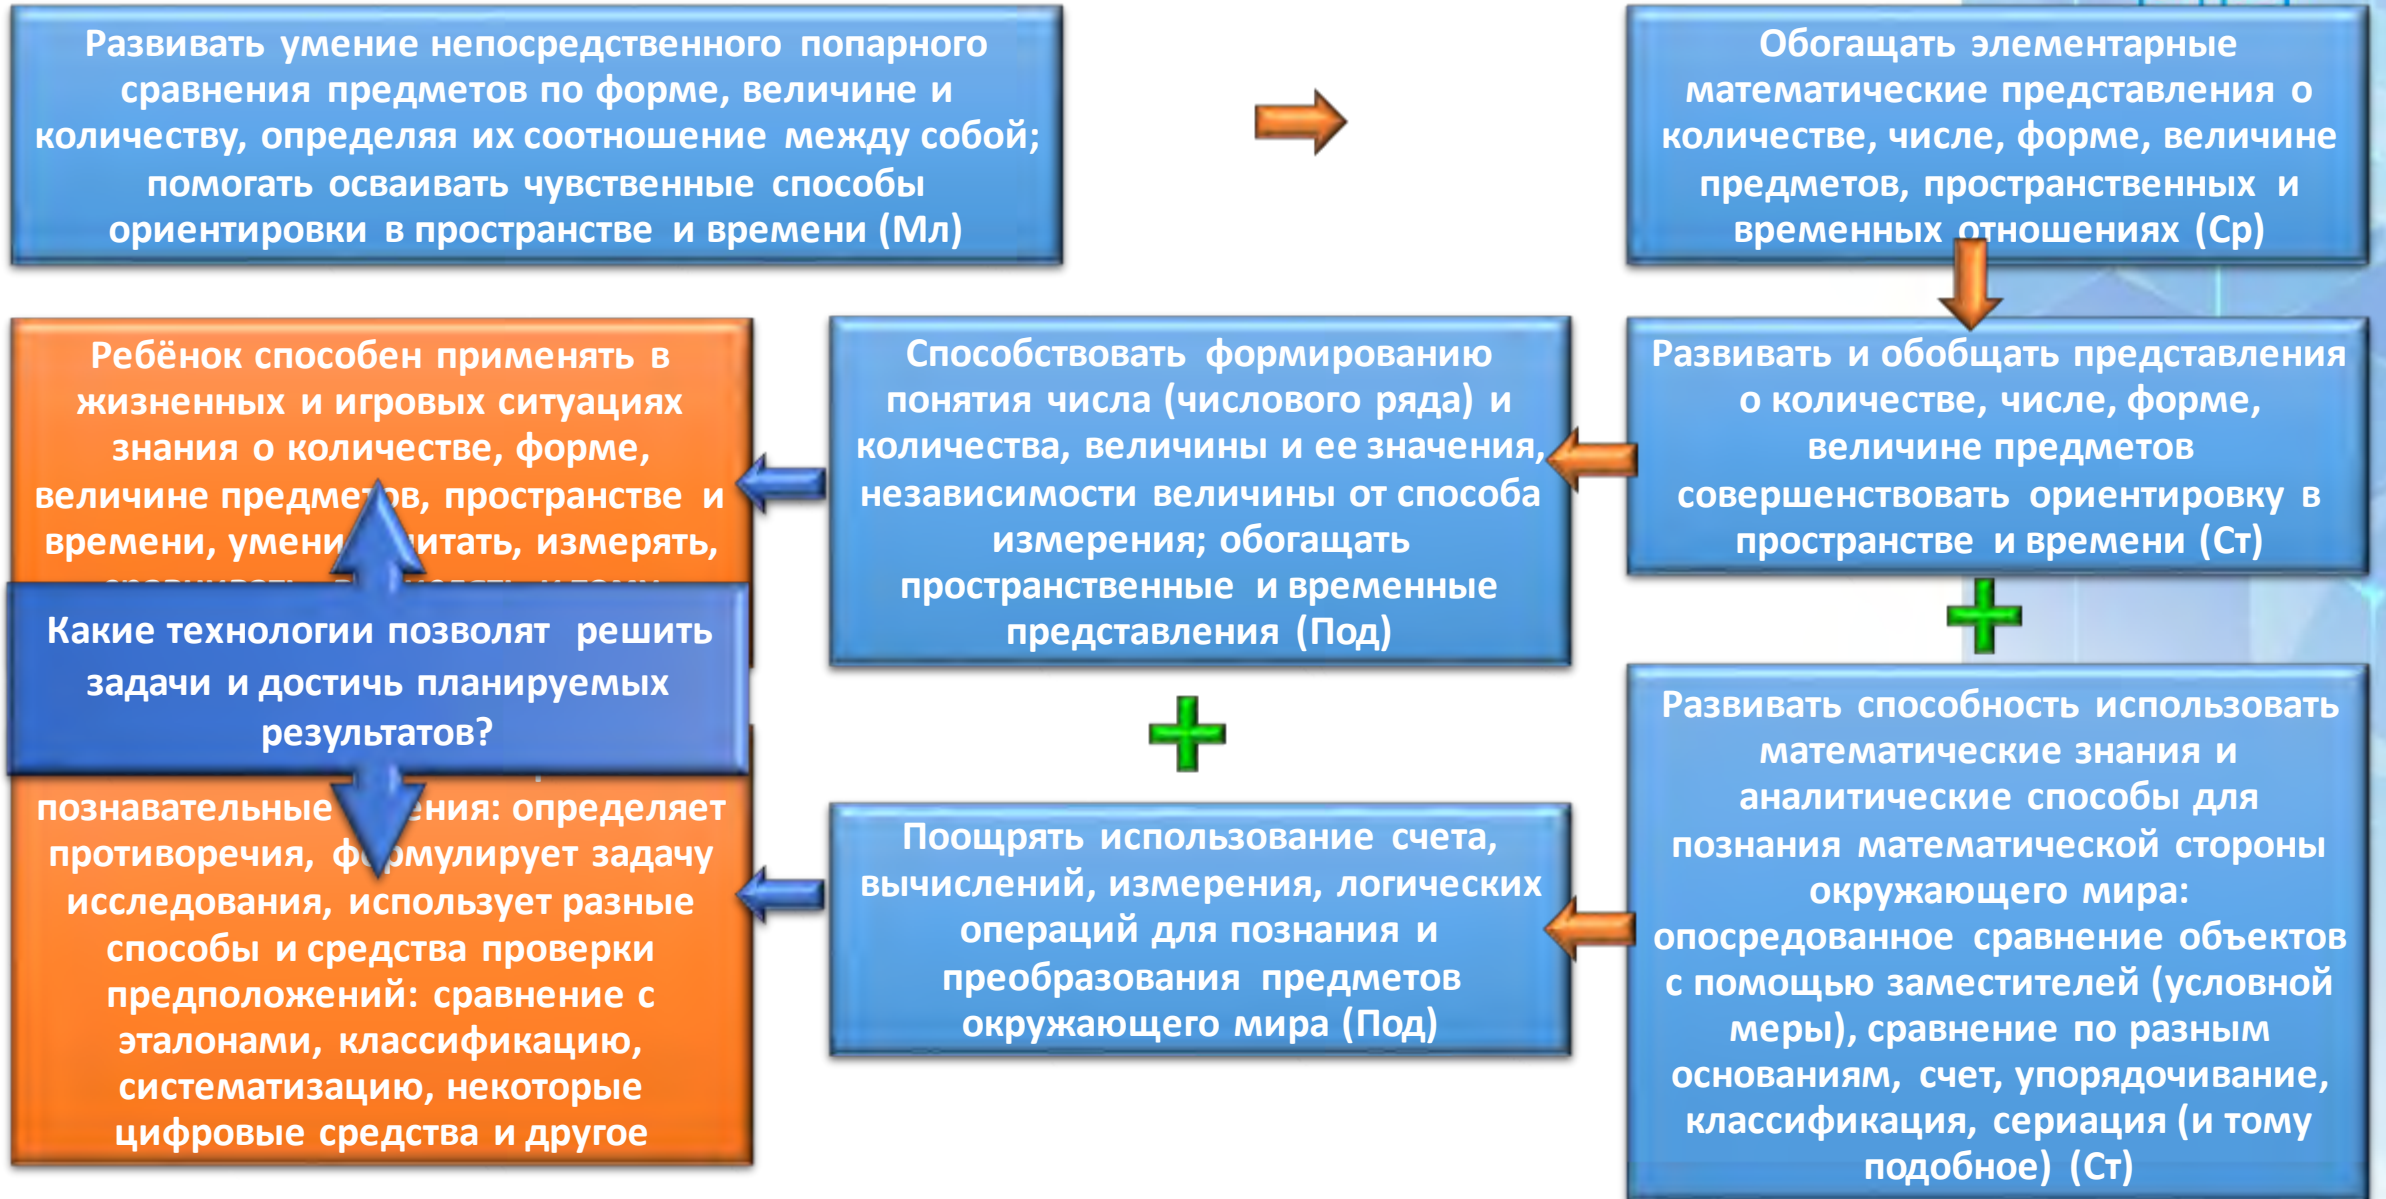 Развивать умение непосредственного попарного
сравнения предметов по форме, величине и
количеству, определяя их соотношение между собой;
помогать осваивать чувственные способы
ориентировки в пространстве и времени (Мл)
Обогащать элементарные
математические представления о
количестве, числе, форме, величине
предметов, пространственных и
временных отношениях (Ср)
Развивать и обобщать представления
о количестве, числе, форме,
величине предметов
совершенствовать ориентировку в
пространстве и времени (Ст)
Развивать способность использовать
математические знания и
аналитические способы для
познания математической стороны
окружающего мира:
опосредованное сравнение объектов
с помощью заместителей (условной
меры), сравнение по разным
основаниям, счет, упорядочивание,
классификация, сериация (и тому
подобное) (Ст)
Способствовать формированию
понятия числа (числового ряда) и
количества, величины и ее значения,
независимости величины от способа
измерения; обогащать
пространственные и временные
представления (Под)
Поощрять использование счета,
вычислений, измерения, логических
операций для познания и
преобразования предметов
окружающего мира (Под)
Ребёнок способен применять в
жизненных и игровых ситуациях
знания о количестве, форме,
величине предметов, пространстве и
времени, измерять,
Какие технологии позволят решить
задачи и достичь планируемых
результатов?
познавательные определяет
противоречия, формулирует задачу
исследования, использует разные
способы и средства проверки
предположений: сравнение с
эталонами, классификацию,
систематизацию, некоторые
цифровые средства и другое